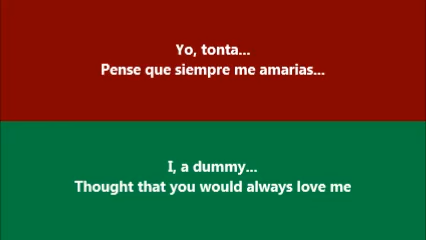 Yo, tonta...
Pense que siempre me amarias...
I, a dummy...
Thought that you would always love me